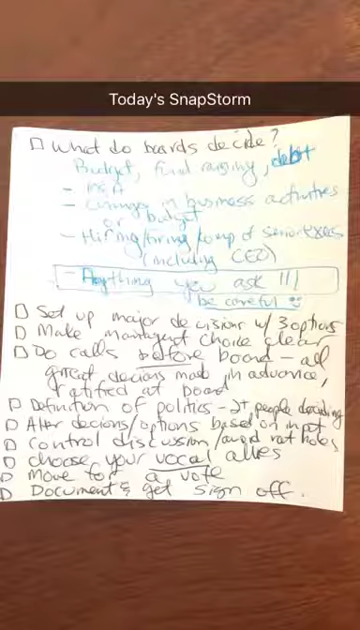 Today's SnapStorm
□ What do boards decide?
Budget, fund raising, debt
- M&A
- Changes in business activities
or budget
- Hiring/firing/comp of senior execs
(including CEO)
- Anything you ask !!!
be careful
□ Set up major decisions w/ 3 options
□ Make managemt choice clear
□ Do calls before board - all
great decions made in advance,
ratified at board
□ Definition of politics - 2+ people deciding
□ Alter decions/options based on input
□ Control discussion/avoid rat holes
□ choose your vocal allies
□ Move for a vote
□ Document & get sign off.